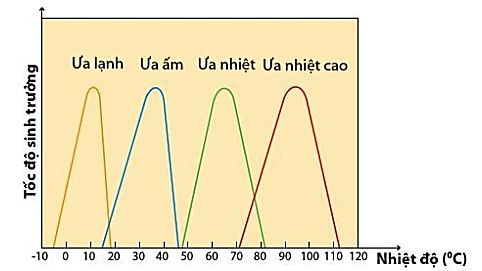 Tốc độ sinh trưởng
Ưa lạnh Ưa ấm Ưa nhiệt Ưa nhiệt cao
-10 0 10 20 30 40 50 60 70 80 90 100 110 120
Nhiệt độ (⁰C)